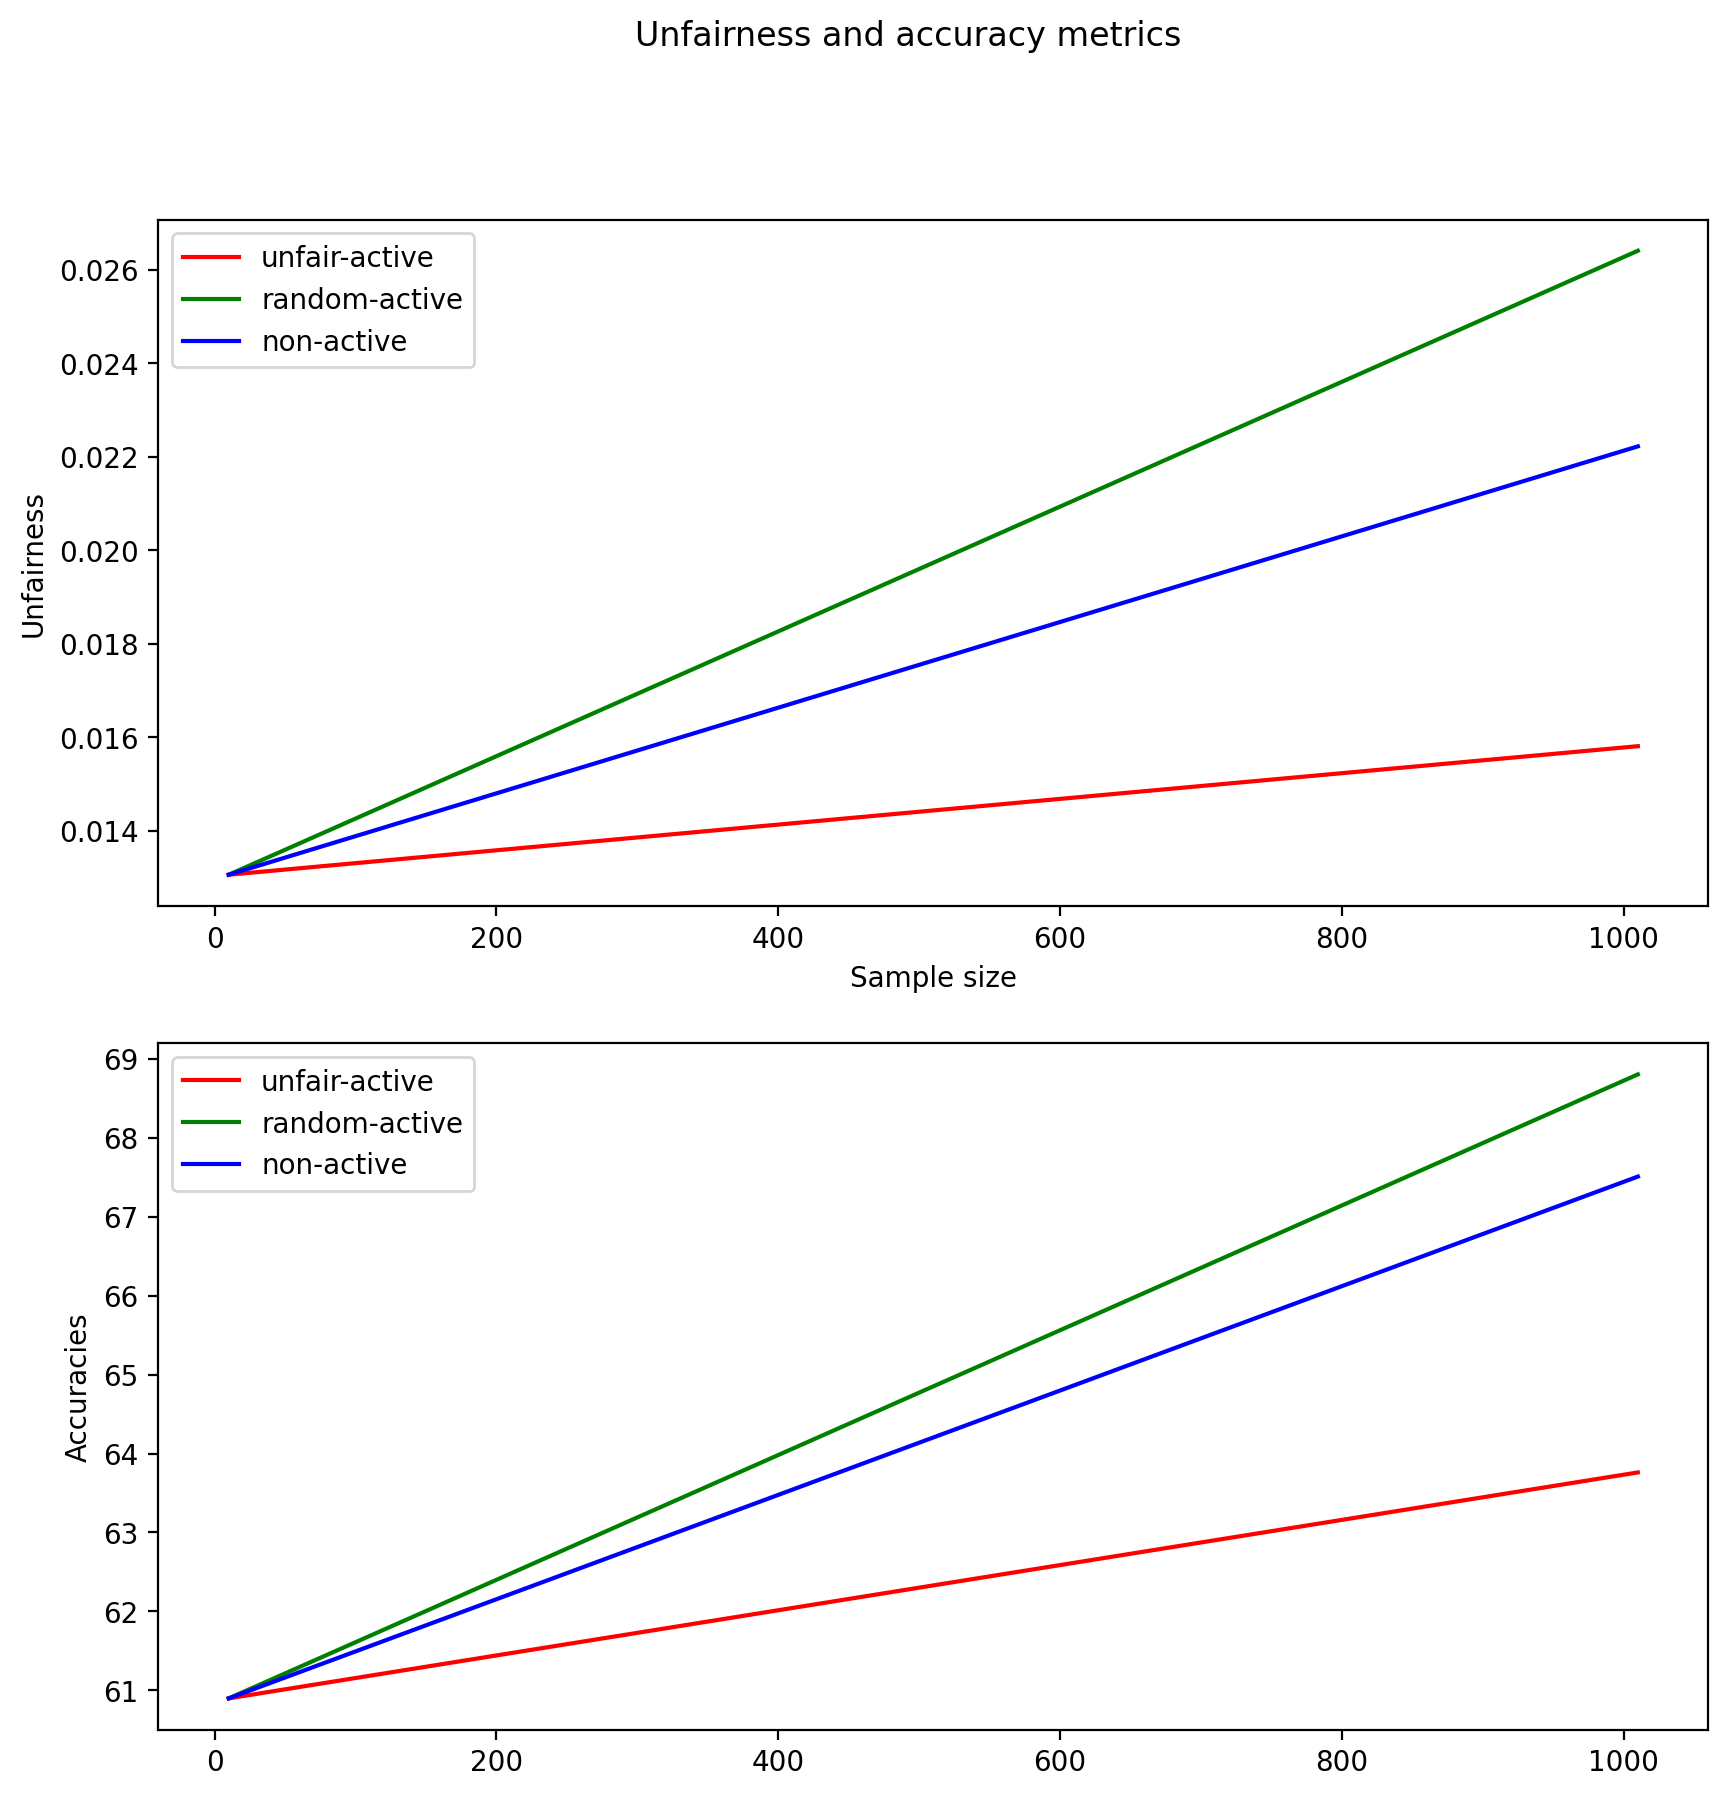 Unfairness and accuracy metrics
unfair-active
random-active
non-active
0.026
0.024
0.022
0.020
0.018
0.016
0.014
Unfairness
0 200 400 600 800 1000
Sample size
unfair-active
random-active
non-active
69
68
67
66
65
64
63
62
61
Accuracies
0 200 400 600 800 1000